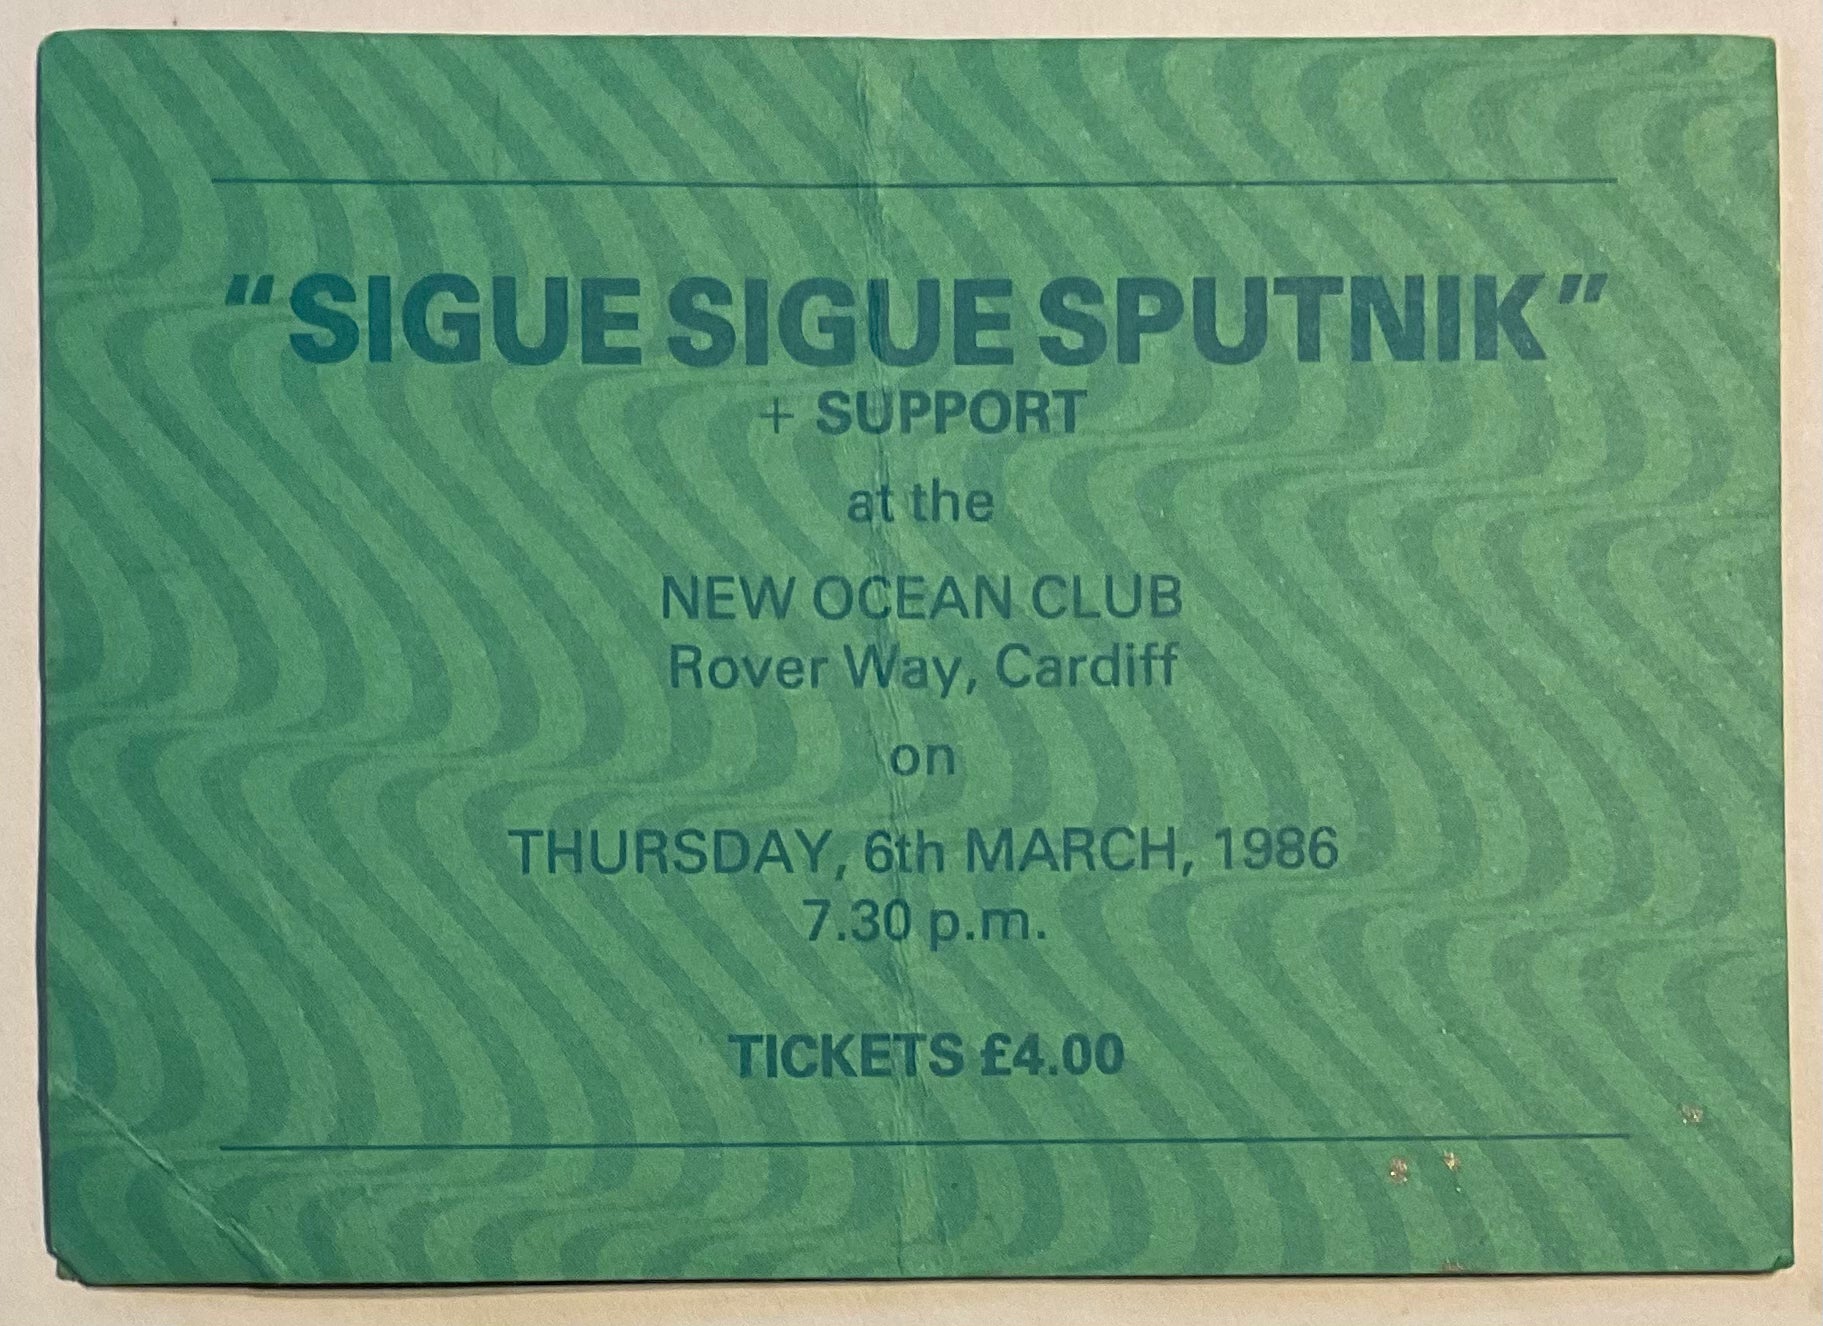 "SIGUE SIGUE SPUTNIK"
+ SUPPORT
at the
NEW OCEAN CLUB
Rover Way, Cardiff
on
THURSDAY, 6th MARCH, 1986
7.30 p.m.
TICKETS £4.00